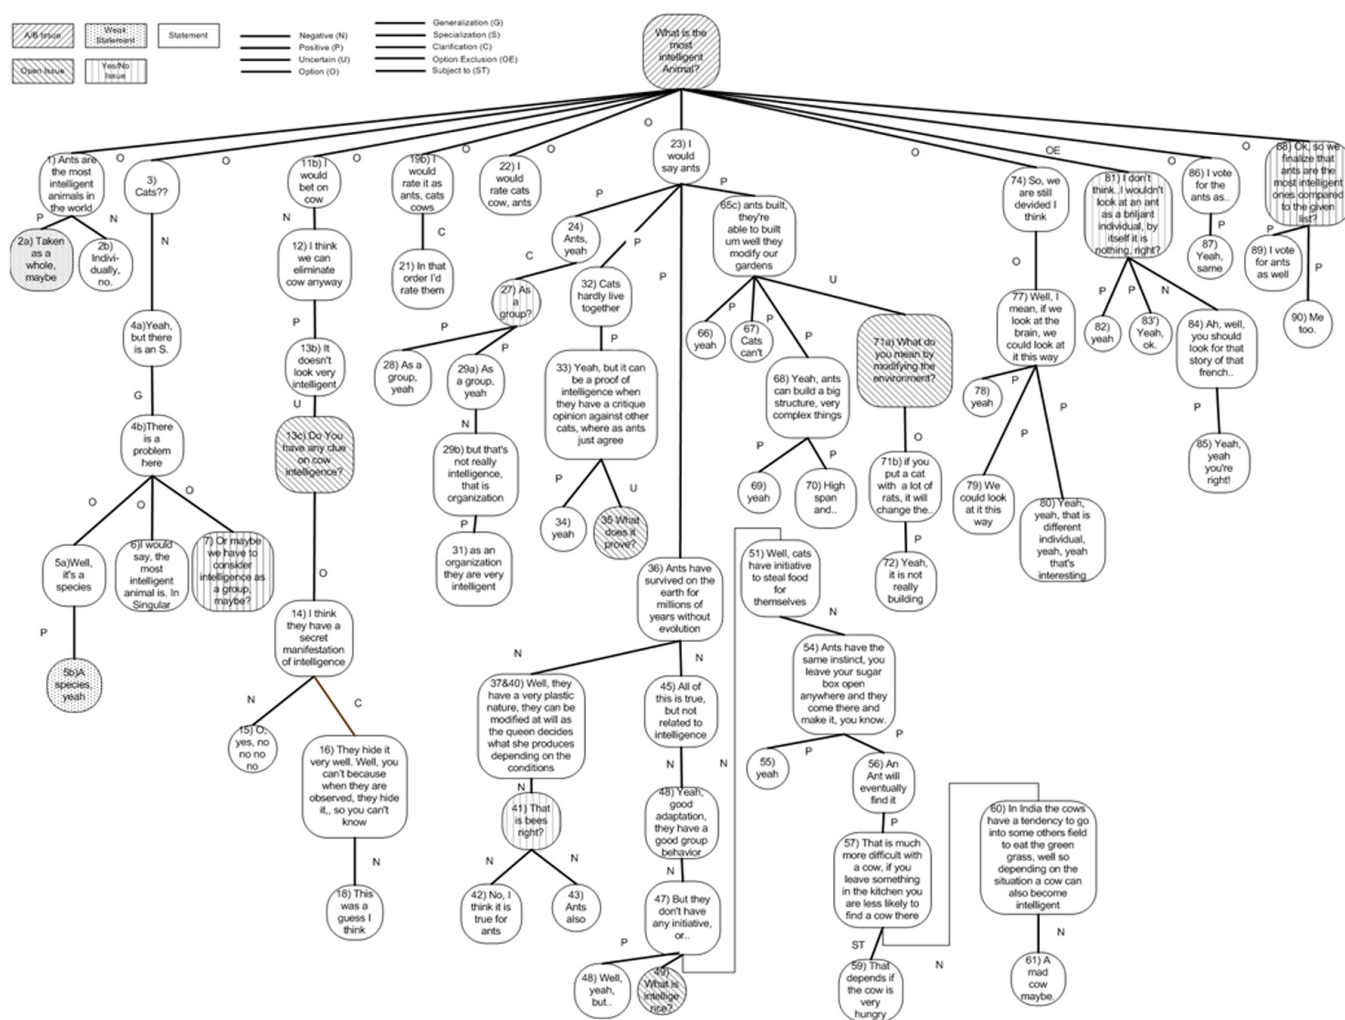 A/B Issue
Weak
Statement
Statement
Open Issue
Yes/No
Issue
Negative (N)
Positive (P)
Uncertain (U)
Option (O)
Generalization (G)
Specialization (S)
Clarification (C)
Option Exclusion (OE)
Subject to (ST)
What is the
most
intelligent
Animal?
O
O
O
O
O
O
O
O
OE
O
O
1) Ants are
the most
intelligent
animals in
the world
P
N
2a) Taken
as a
whole,
maybe
2b)
Indivi-
dually,
no.
3)
Cats??
N
4a)Yeah,
but there
is an S.
G
4b)There
is a
problem
here
O
O
O
5a)Well,
it's a
species
P
5b)A
species,
yeah
6)I would
say, the
most
intelligent
animal is. In
Singular
7) Or maybe
we have to
consider
intelligence as
a group,
maybe?
11b) I
would
bet on
cow
N
12) I think
we can
eliminate
cow anyway
P
13b) It
doesn't
look very
intelligent
U
13c) Do You
have any clue
on cow
intelligence?
O
14) I think
they have a
secret
manifestation
of intelligence
N
C
15) O,
yes, no
no no
no
16) They hide it
very well. Well, you
can't because
when they are
observed, they hide
it,, so you can't
know
N
18) This
was a
guess I
think
19b) I
would
rate it as
ants, cats
cows
C
21) In that
order I'd
rate them
22) I
would
rate cats
cow, ants
23) I
would
say ants
P
P
P
P
24)
Ants,
yeah
C
27) As
a
group?
P
P
28) As a
group,
yeah
29a) As
a group,
yeah
N
29b) but that's
not really
intelligence,
that is
organization
P
31) as an
organization
they are very
intelligent
32) Cats
hardly live
together
P
33) Yeah, but it can
be a proof of
intelligence when
they have a critique
opinion against other
cats, where as ants
just agree
P
U
34)
yeah
35 What
does it
prove?
36) Ants have
survived on the
earth for
millions of
years without
evolution
N
N
37&40) Well, they
have a very plastic
nature, they can be
modified at will as
the queen decides
what she produces
depending on the
conditions
N
41) That
is bees
right?
N
N
42) No, I
think it is
true for
ants
43)
Ants
also
45) All of
this is true,
but not
related to
intelligence
N
48) Yeah,
good
adaptation,
they have a
good group
behavior
N
47) But they
don't have
any initiative,
or..
P
N
48) Well,
yeah,
but..
49)
What is
intellige
nce?
51) Well, cats
have initiative
to steal food
for
themselves
N
54) Ants have the
same instinct, you
leave your sugar
box open
anywhere and they
come there and
make it, you know.
P
P
55)
yeah
56) An
Ant will
eventually
find it
P
57) That is much
more difficult with
a cow, if you
leave something
in the kitchen you
are less likely to
find a cow there
ST
N
59) That
depends if
the cow is
very
hungry
60) In India the cows
have a tendency to go
into some others field
to eat the green
grass, well so
depending on the
situation a cow can
also become
intelligent
N
61) A
mad
cow
maybe.
65c) ants built,
they're
able to built
um well they
modify our
gardens
P
P
P
U
66)
yeah
67)
Cats
can't
68) Yeah, ants
can build a big
structure, very
complex things
P
P
69)
yeah
70) High
span
and..
71a) What do
you mean by
modifying the
environment?
O
71b) if you
put a cat
with a lot of
rats, it will
change the..
P
72) Yeah,
it is not
really
building
74) So, we
are still
devided I
think
O
77) Well, I
mean, if we
look at the
brain, we
could look at
it this way
P
P
P
78)
yeah
79) We
could look
at it this
way
80) Yeah,
yeah, that is
different
individual,
yeah, yeah
that's
interesting
81) I don't
think.. I wouldn't
look at an ant
as a briljant
individual, by
itself it is
nothing, right?
P
P
N
82)
yeah
83')
Yeah,
ok.
84) Ah, well,
you should
look for that
story of that
french..
P
85) Yeah,
yeah
you're
right!
86) I vote
for the
ants as..
P
87)
Yeah,
same
88) Ok, so we
finalize that
ants are the
most intelligent
ones compared
to the given
list?
P
P
89) I vote
for ants
as well
90) Me
too.